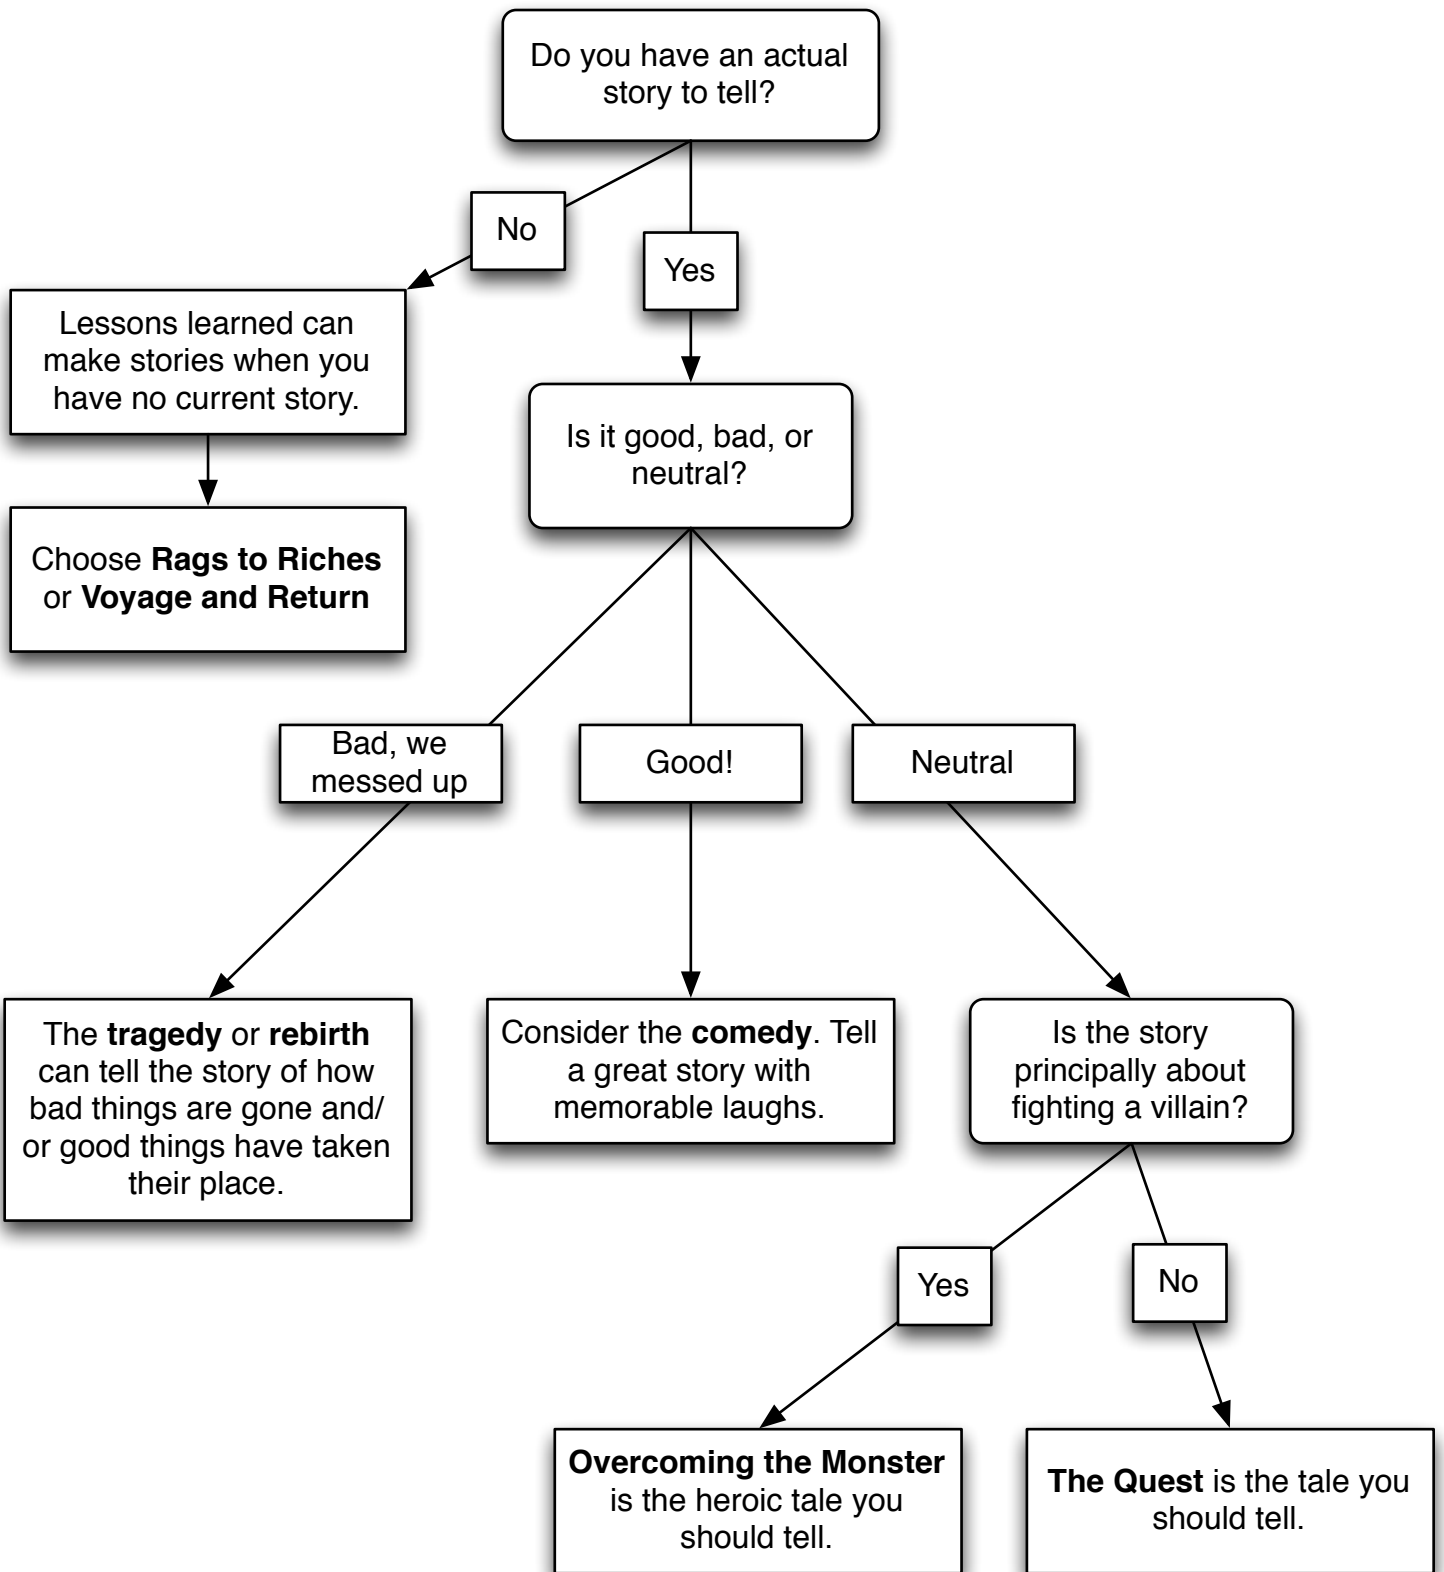 Do you have an actual
story to tell?
No
Yes
Lessons learned can
make stories when you
have no current story.
Is it good, bad, or
neutral?
Choose Rags to Riches
or Voyage and Return
Bad, we
messed up
Good!
Neutral
The tragedy or rebirth
can tell the story of how
bad things are gone and/
or good things have taken
their place.
Consider the comedy. Tell
a great story with
memorable laughs.
Is the story
principally about
fighting a villain?
Yes
No
Overcoming the Monster
is the heroic tale you
should tell.
The Quest is the tale you
should tell.